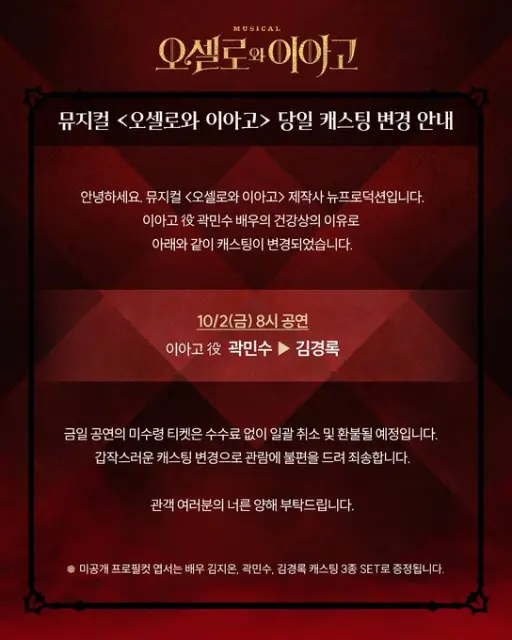 MUSICAL
오셀로와 이아고
뮤지컬 <오셀로와 이아고> 당일 캐스팅 변경 안내
안녕하세요. 뮤지컬 <오셀로와 이아고> 제작사 뉴프로덕션입니다.
이아고 役 곽민수 배우의 건강상의 이유로
아래와 같이 캐스팅이 변경되었습니다.
10/2(금) 8시 공연
이아고 役 곽민수 ▶ 김경록
금일 공연의 미수령 티켓은 수수료 없이 일괄 취소 및 환불될 예정입니다.
갑작스러운 캐스팅 변경으로 관람에 불편을 드려 죄송합니다.
관객 여러분의 너른 양해 부탁드립니다.
● 미공개 프로필컷 엽서는 배우 김지온, 곽민수, 김경록 캐스팅 3종 SET로 증정됩니다.